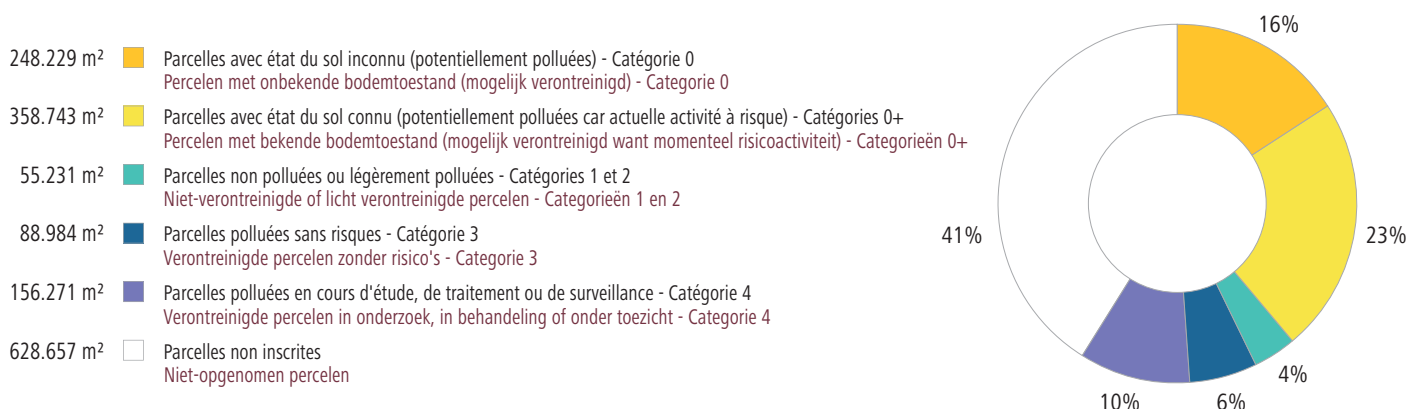 248.229 m² Parcelles avec état du sol inconnu (potentiellement polluées) - Catégorie 0
Percelen met onbekende bodemtoestand (mogelijk verontreinigd) - Categorie 0
358.743 m² Parcelles avec état du sol connu (potentiellement polluées car actuelle activité à risque) - Catégories 0+
Percelen met bekende bodemtoestand (mogelijk verontreinigd want momenteel risicoactiviteit) - Categorieën 0+
55.231 m² Parcelles non polluées ou légèrement polluées - Catégories 1 et 2
Niet-verontreinigde of licht verontreinigde percelen - Categorieën 1 en 2
88.984 m² Parcelles polluées sans risques - Catégorie 3
Verontreinigde percelen zonder risico's - Categorie 3
156.271 m² Parcelles polluées en cours d'étude, de traitement ou de surveillance - Catégorie 4
Verontreinigde percelen in onderzoek, in behandeling of onder toezicht - Categorie 4
628.657 m² Parcelles non inscrites
Niet-opgenomen percelen
16%
23%
4%
6%
10%
41%